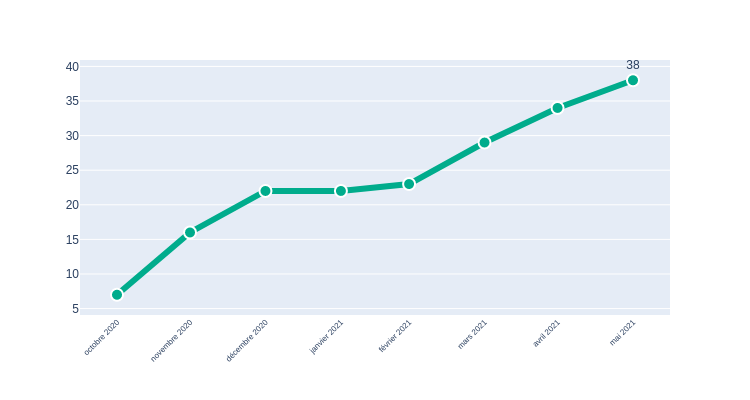 38
40
35
30
25
20
15
10
5
octobre 2020
novembre 2020
décembre 2020
janvier 2021
février 2021
mars 2021
avril 2021
mai 2021